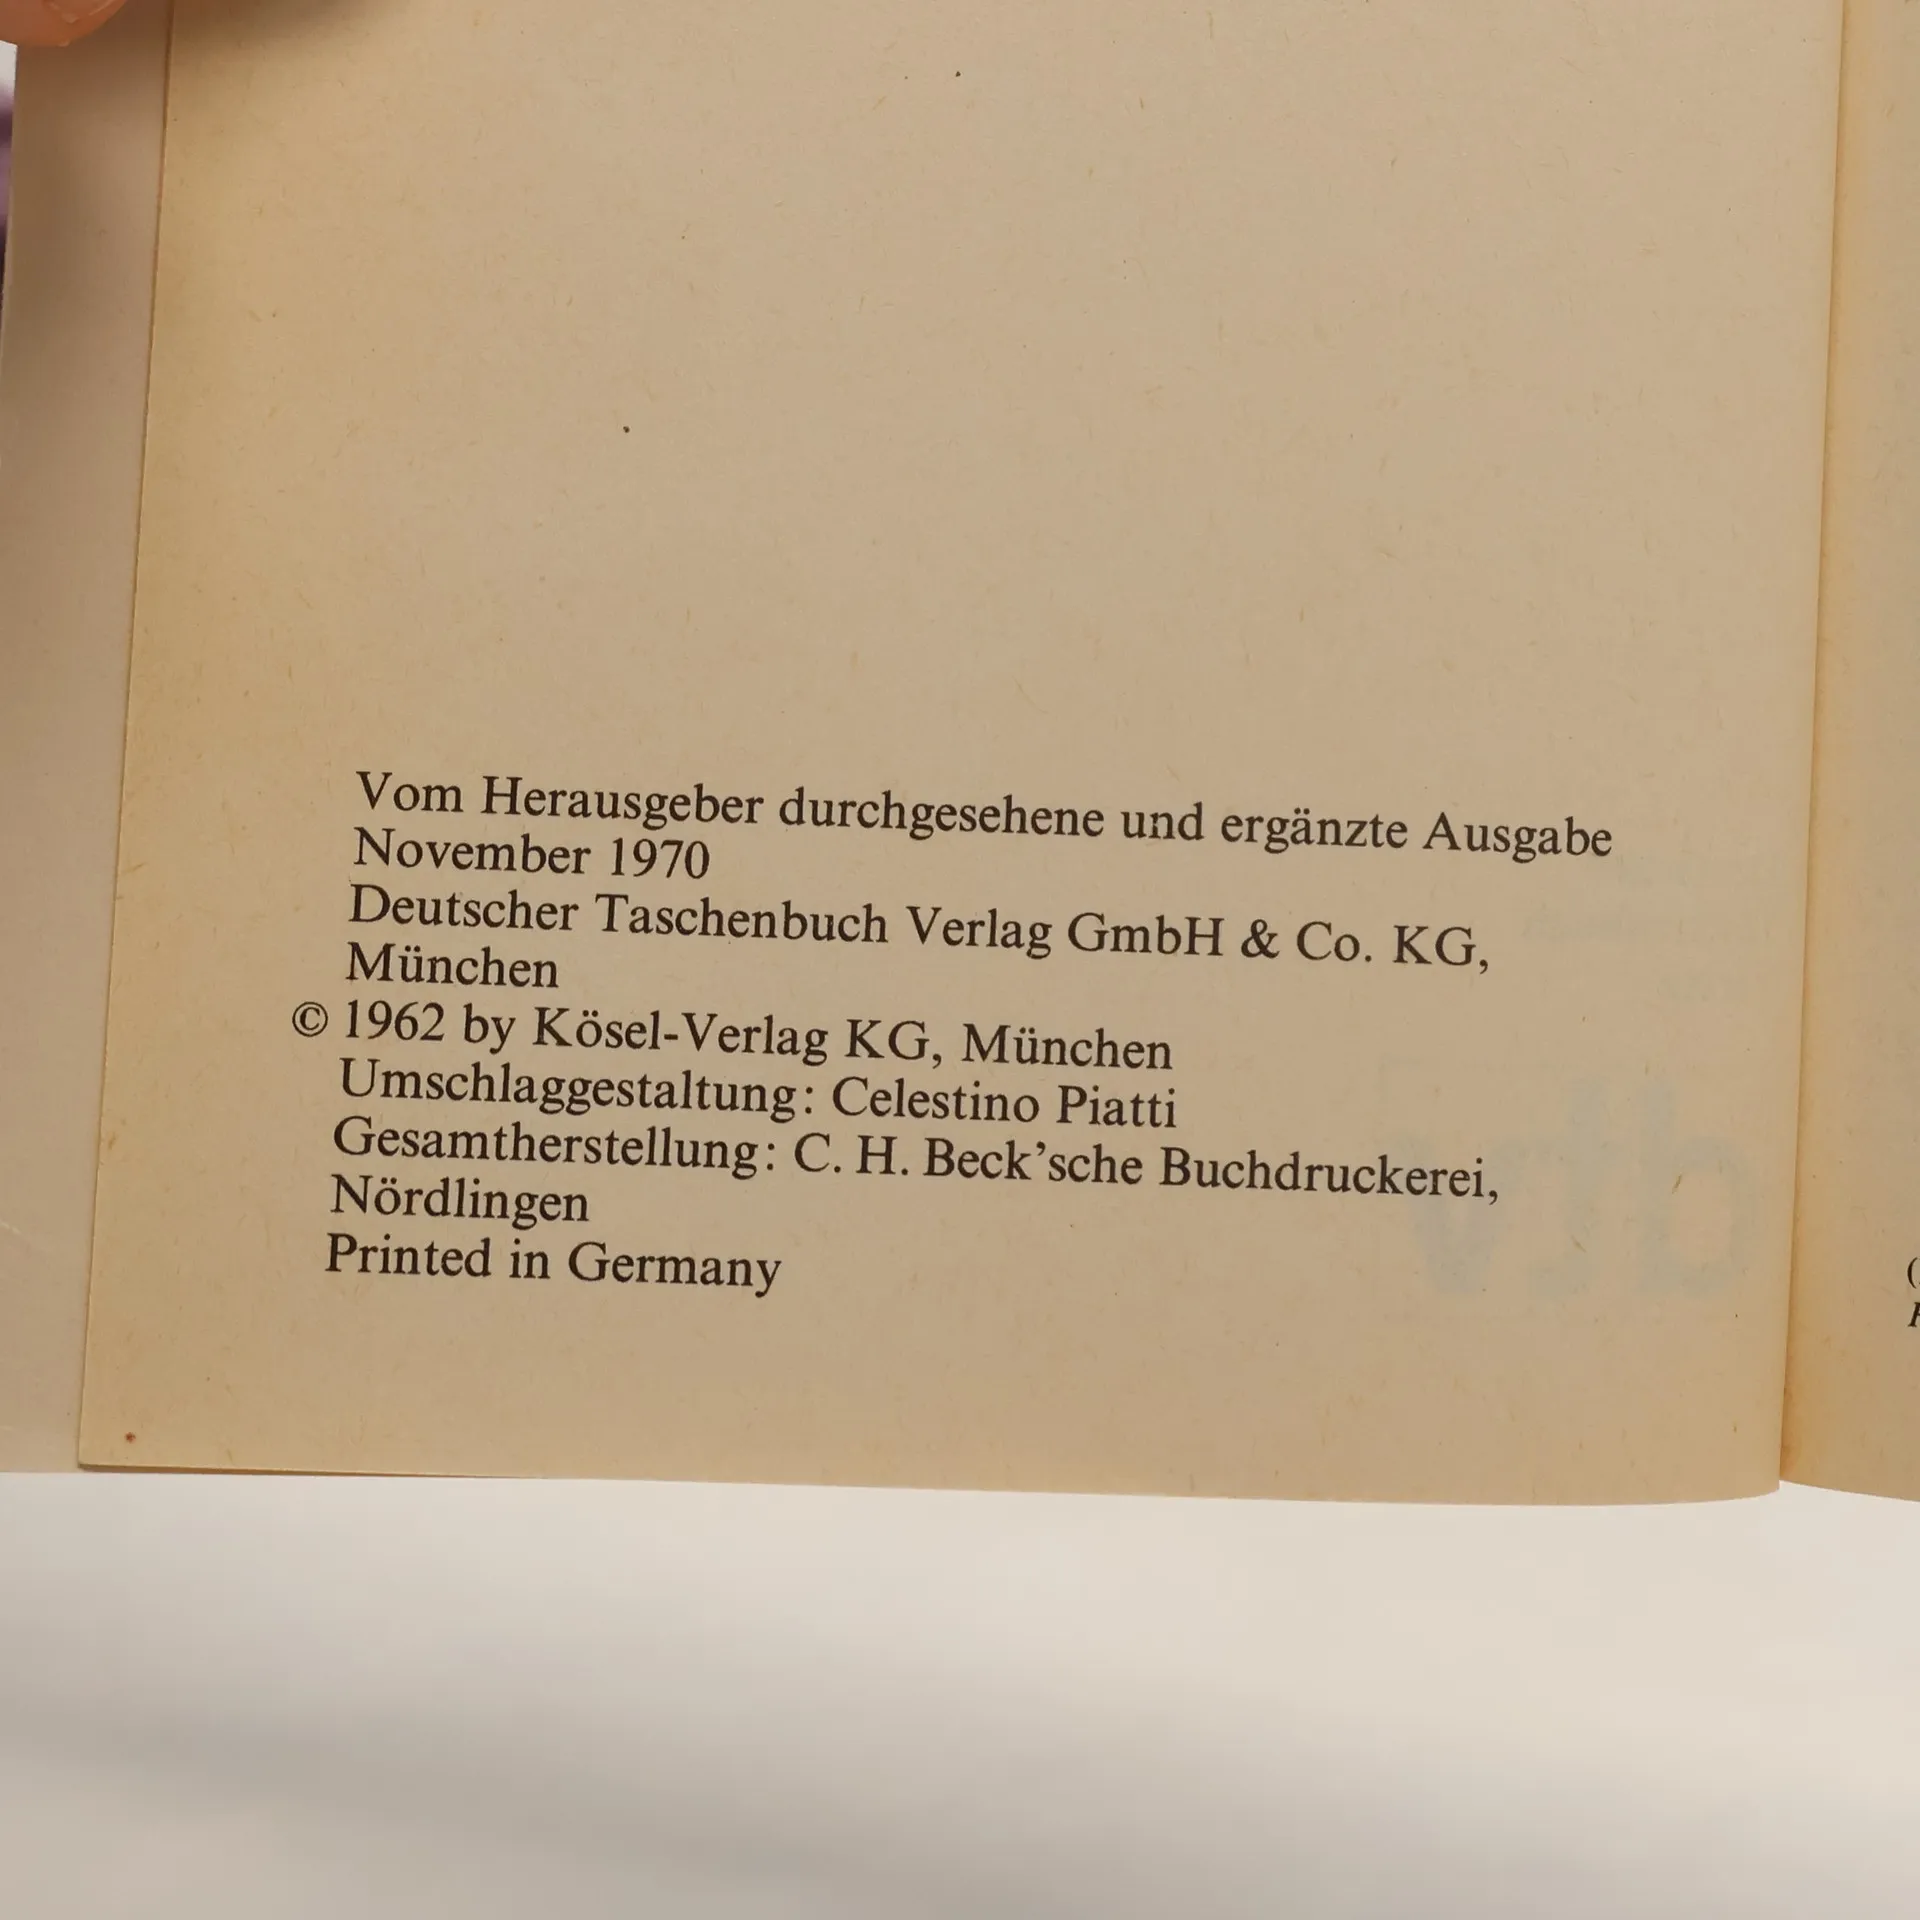 Vom Herausgeber durchgesehene und ergänzte Ausgabe
November 1970
Deutscher Taschenbuch Verlag GmbH & Co. KG,
München
© 1962 by Kösel-Verlag KG, München
Umschlaggestaltung: Celestino Piatti
Gesamtherstellung: C. H. Beck’sche Buchdruckerei,
Nördlingen
Printed in Germany